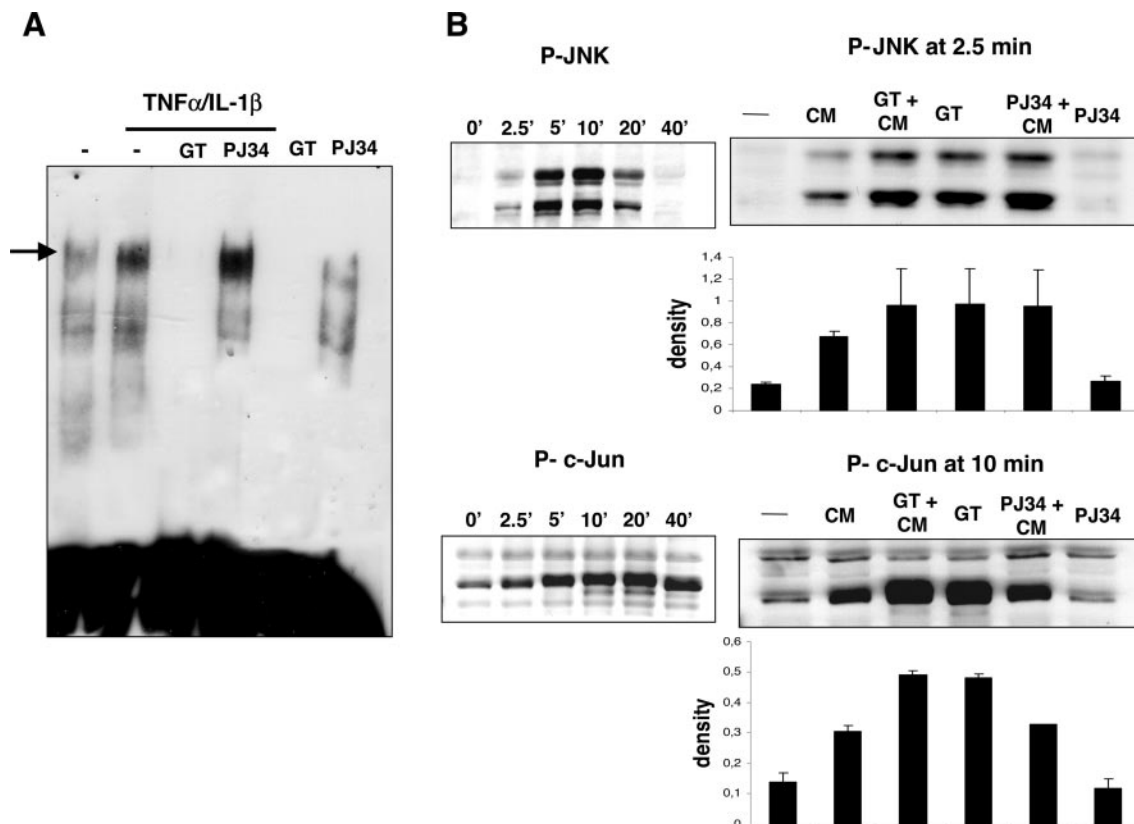 A
TNFα/IL-1β
- - GT PJ34 GT PJ34
B
P-JNK
0' 2.5' 5' 10' 20' 40'
P-JNK at 2.5 min
— CM GT + CM GT PJ34 + CM PJ34
density
1,4
1,2
1
0,8
0,6
0,4
0,2
0
P- c-Jun
0' 2.5' 5' 10' 20' 40'
P- c-Jun at 10 min
— CM GT + CM GT PJ34 + CM PJ34
density
0,6
0,5
0,4
0,3
0,2
0,1
0